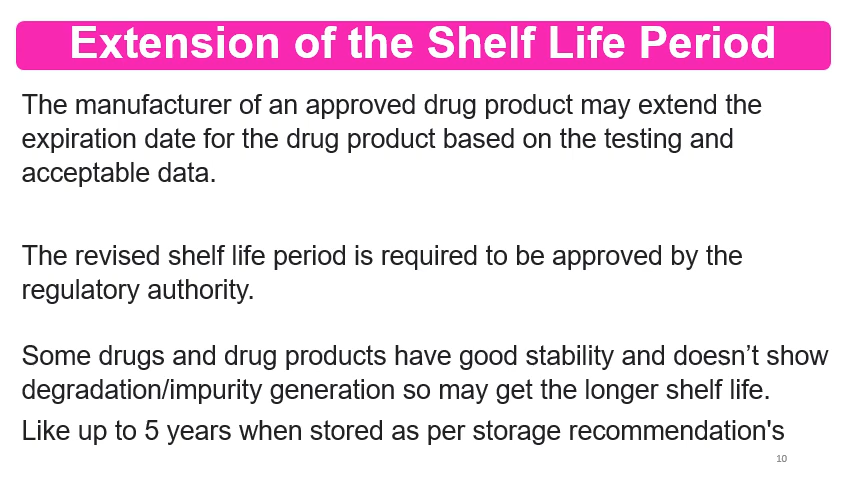 Extension of the Shelf Life Period
The manufacturer of an approved drug product may extend the
expiration date for the drug product based on the testing and
acceptable data.
The revised shelf life period is required to be approved by the
regulatory authority.
Some drugs and drug products have good stability and doesn’t show
degradation/impurity generation so may get the longer shelf life.
Like up to 5 years when stored as per storage recommendation's
10